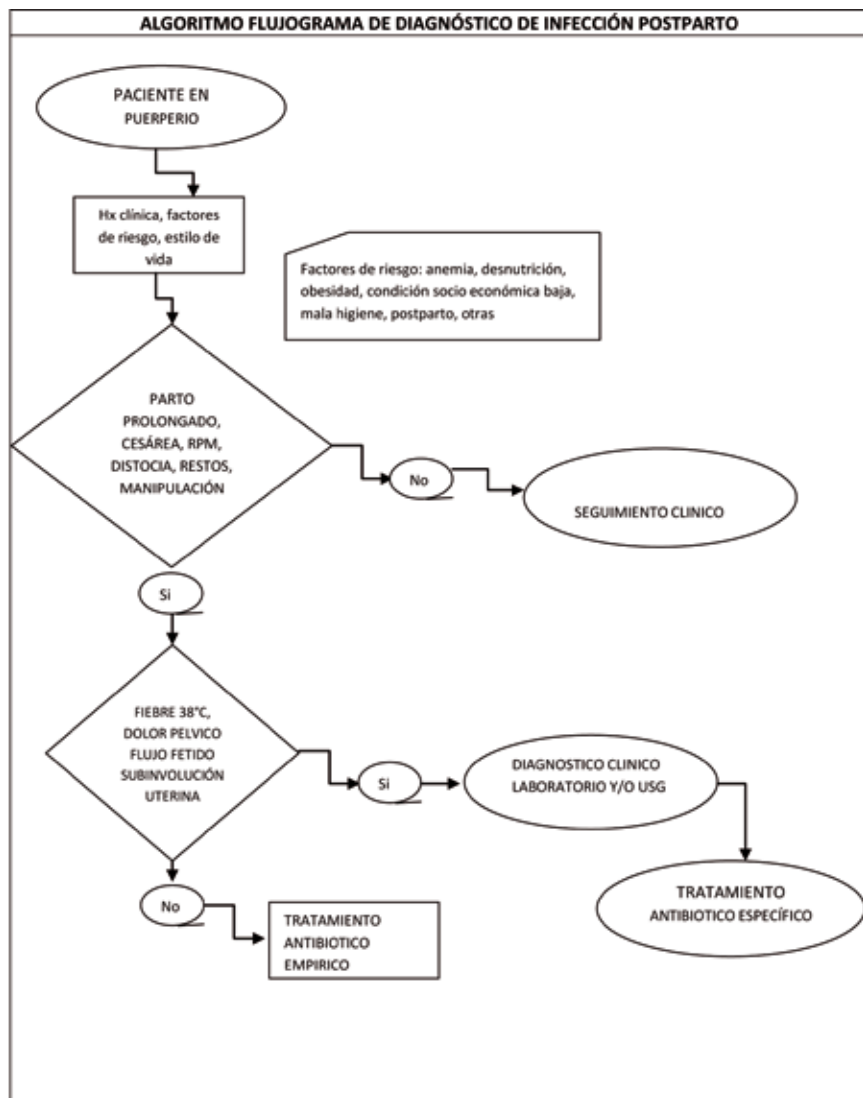 ALGORITMO FLUJOGRAMA DE DIAGNÓSTICO DE INFECCIÓN POSTPARTO
PACIENTE EN
PUERPERIO
Hx clínica, factores
de riesgo, estilo de
vida
Factores de riesgo: anemia, desnutrición,
obesidad, condición socio económica baja,
mala higiene, postparto, otras
PARTO
PROLONGADO,
CESÁREA, RPM,
DISTOCIA, RESTOS,
MANIPULACIÓN
No
SEGUIMIENTO CLINICO
Si
FIEBRE 38°C,
DOLOR PELVICO
FLUJO FETIDO
SUBINVOLUCIÓN
UTERINA
Si
DIAGNOSTICO CLINICO
LABORATORIO Y/O USG
TRATAMIENTO
ANTIBIOTICO ESPECÍFICO
No
TRATAMIENTO
ANTIBIOTICO
EMPIRICO